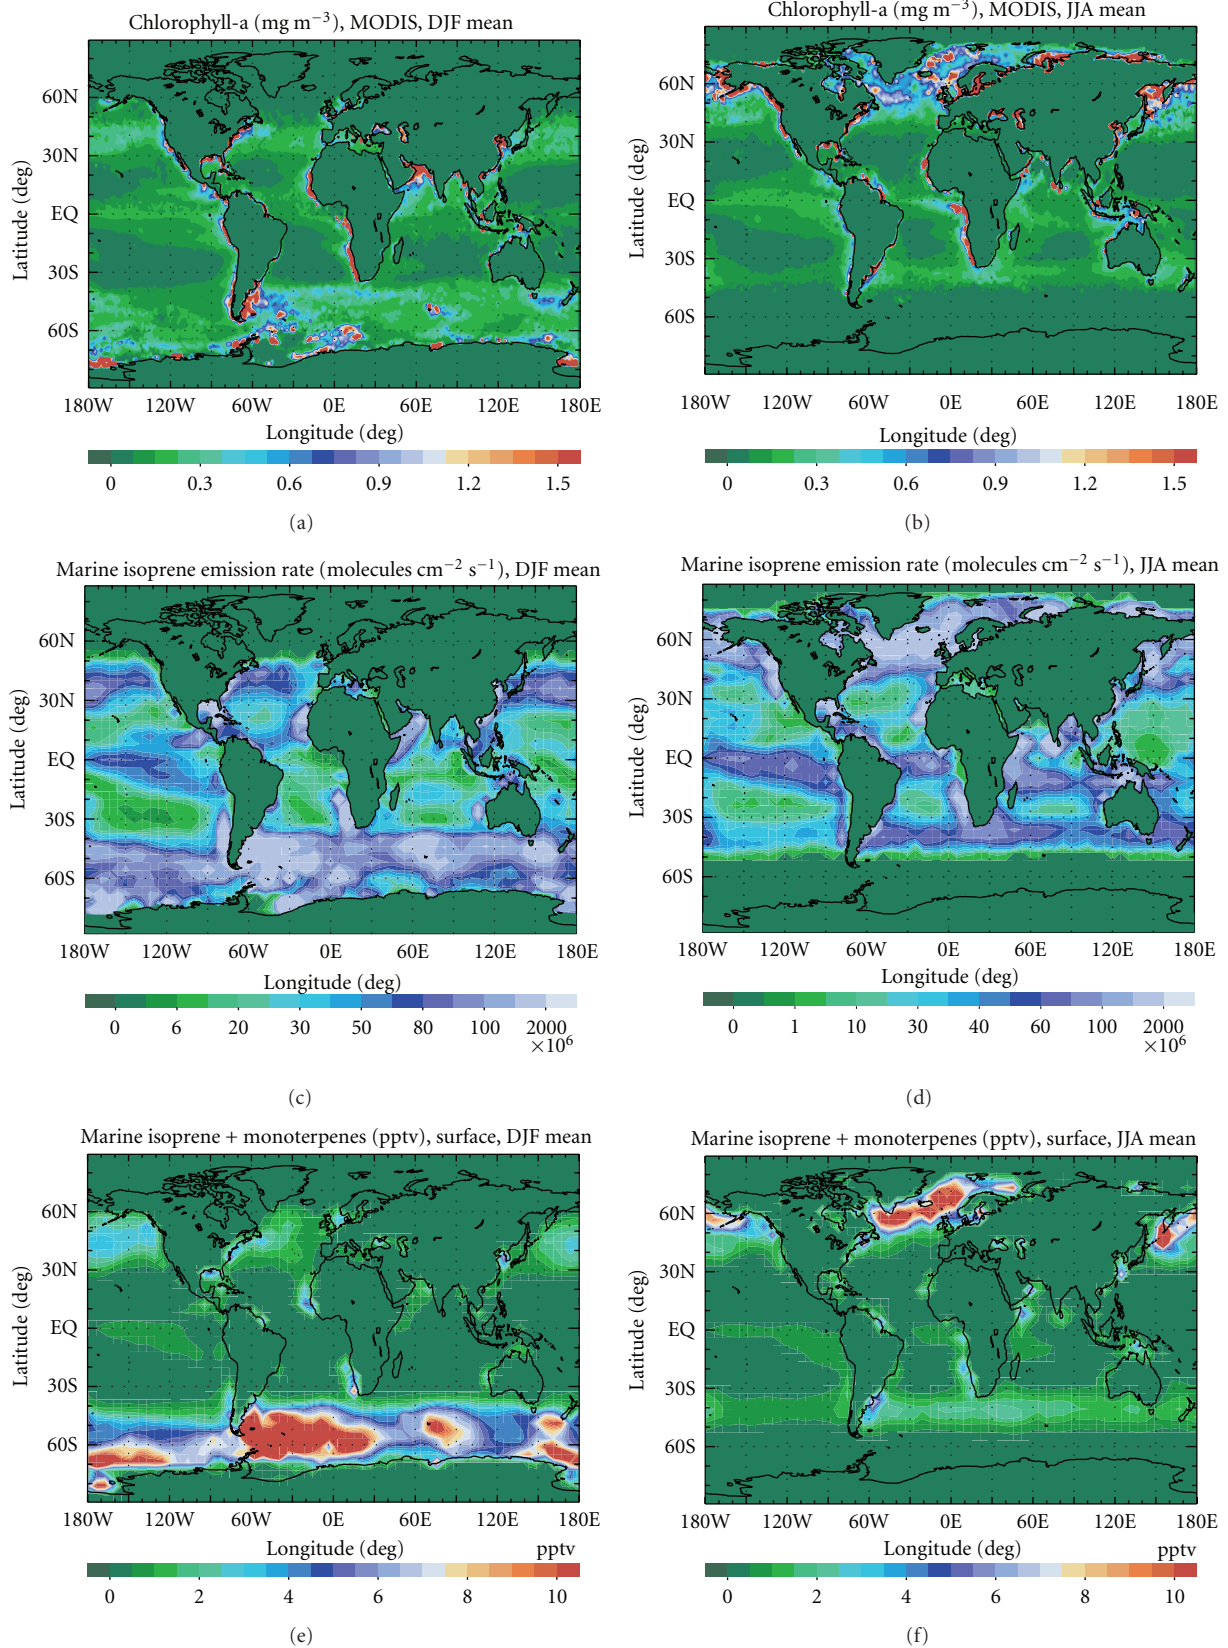 Chlorophyll-a (mg m−3), MODIS, DJF mean
Latitude (deg)
60N
30N
EQ
30S
60S
180W 120W 60W 0E 60E 120E 180E
Longitude (deg)
0 0.3 0.6 0.9 1.2 1.5
(a)
Chlorophyll-a (mg m−3), MODIS, JJA mean
Latitude (deg)
60N
30N
EQ
30S
60S
180W 120W 60W 0E 60E 120E 180E
Longitude (deg)
0 0.3 0.6 0.9 1.2 1.5
(b)
Marine isoprene emission rate (molecules cm−2 s−1), DJF mean
Latitude (deg)
60N
30N
EQ
30S
60S
180W 120W 60W 0E 60E 120E 180E
Longitude (deg)
0 6 20 30 50 80 100 2000
×10^6
(c)
Marine isoprene emission rate (molecules cm−2 s−1), JJA mean
Latitude (deg)
60N
30N
EQ
30S
60S
180W 120W 60W 0E 60E 120E 180E
Longitude (deg)
0 1 10 30 40 60 100 2000
×10^6
(d)
Marine isoprene + monoterpenes (pptv), surface, DJF mean
Latitude (deg)
60N
30N
EQ
30S
60S
180W 120W 60W 0E 60E 120E 180E
Longitude (deg) pptv
0 2 4 6 8 10
(e)
Marine isoprene + monoterpenes (pptv), surface, JJA mean
Latitude (deg)
60N
30N
EQ
30S
60S
180W 120W 60W 0E 60E 120E 180E
Longitude (deg) pptv
0 2 4 6 8 10
(f)